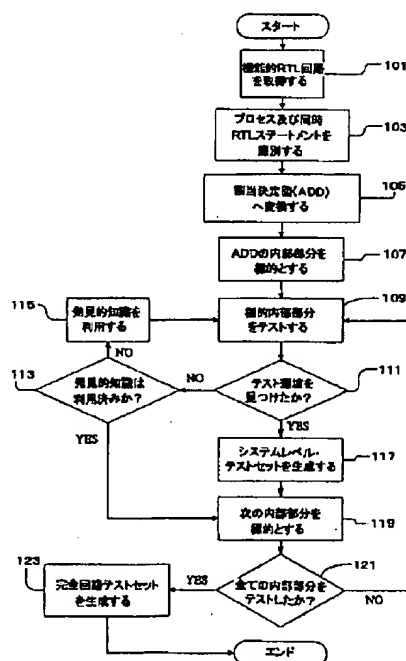 スタート
機能的RTL回路
を取得する
101
プロセス及び同時
RTLステートメントを
識別する
103
割当決定図(ADD)
へ変換する
105
ADDの内部部分を
標的とする
107
発見的知識を
利用する
115
標的内部部分を
テストする
109
NO
発見的知識は
利用済みか?
113
NO
テスト環境を
見つけたか?
111
YES
YES
システムレベル・
テストセットを生成する
117
次の内部部分を
標的とする
119
123
完全回路テストセット
を生成する
YES
全ての内部部分を
テストしたか?
121
NO
エンド